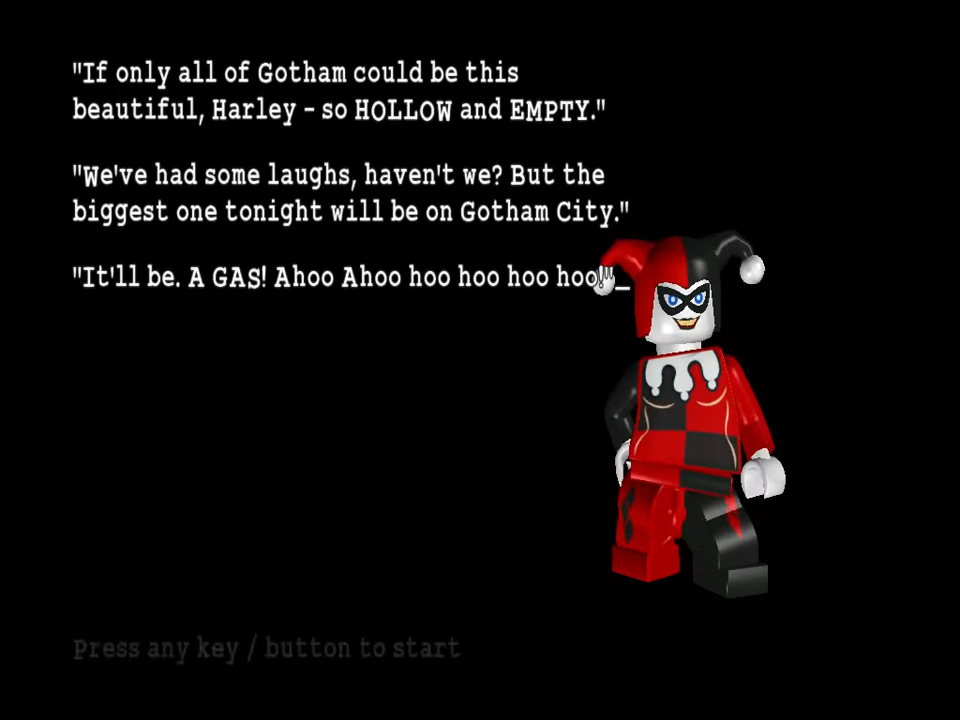 "If only all of Gotham could be this
beautiful, Harley - so HOLLOW and EMPTY."
"We've had some laughs, haven't we? But the
biggest one tonight will be on Gotham City."
"It'll be. A GAS! Ahoo Ahoo hoo hoo hoo hoo!"_
Press any key / button to start